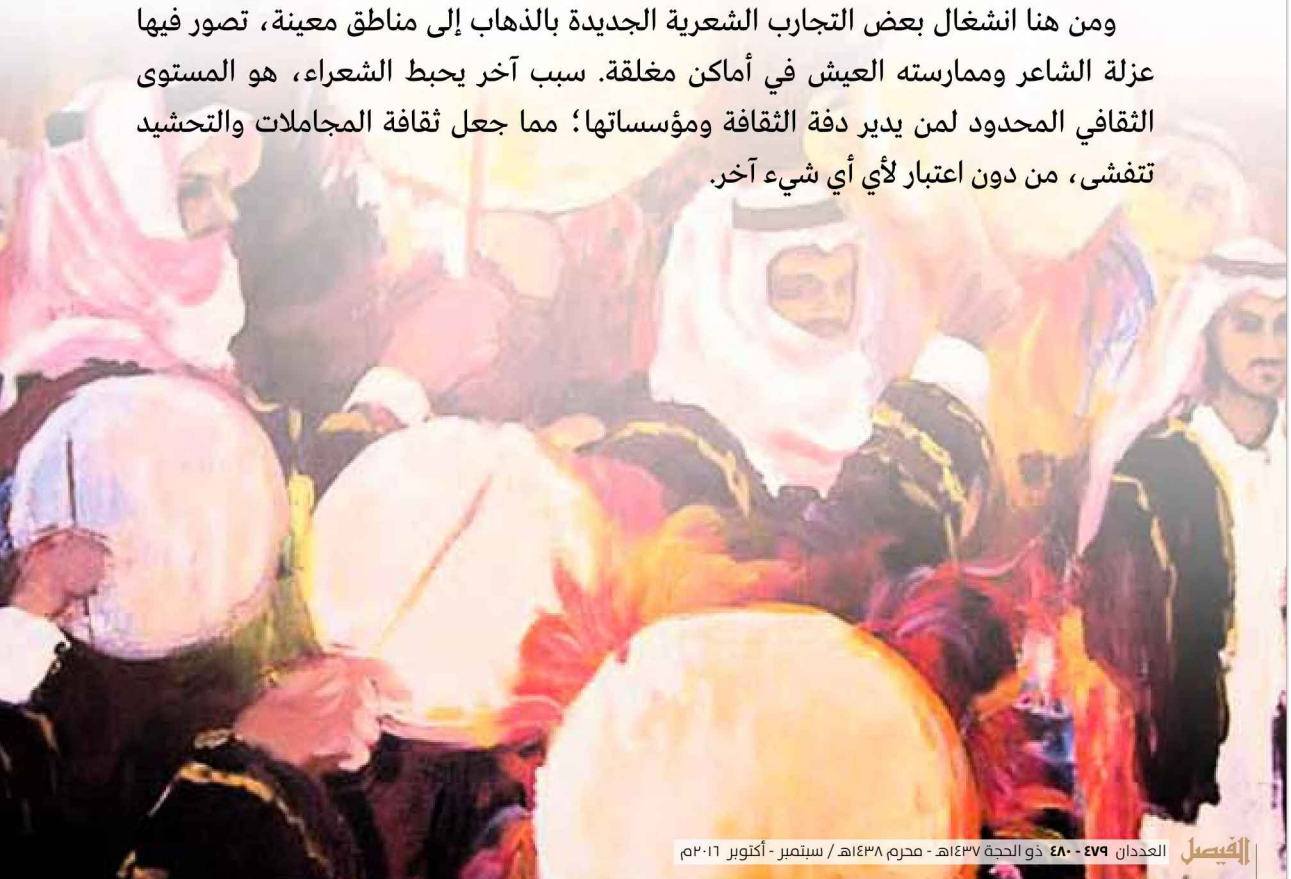 ومن هنا انشغال بعض التجارب الشعرية الجديدة بالذهاب إلى مناطق معينة، تصور فيها
عزلة الشاعر وممارسته العيش في أماكن مغلقة. سبب آخر يحبط الشعراء، هو المستوى
الثقافي المحدود لمن يدير دفة الثقافة ومؤسساتها؛ مما جعل ثقافة المجاملات والتحشيد
تتفشى، من دون اعتبار لأي أي شيء آخر.
الفيصل العددان ٤٧٩ - ٤٨٠ ذو الحجة ١٤٣٧هـ - محرم ١٤٣٨هـ / سبتمبر - أكتوبر ٢٠١٦م